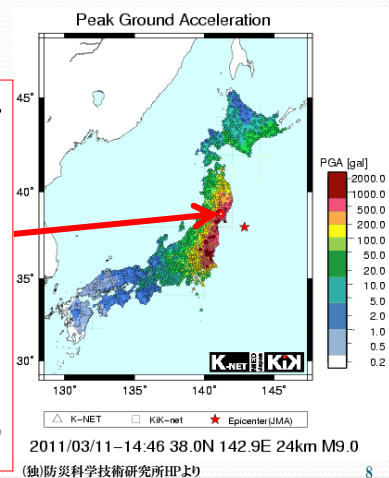 Peak Ground Acceleration
45˚
40˚
35˚
30˚
130˚ 135˚ 140˚ 145˚
PGA [gal]
2000.0
1000.0
500.0
200.0
100.0
50.0
20.0
10.0
5.0
2.0
1.0
0.5
0.2
K-NET NIED KiK
K-NET KiK-net Epicenter(JMA)
2011/03/11-14:46 38.0N 142.9E 24km M9.0
(独)防災科学技術研究所HPより
8